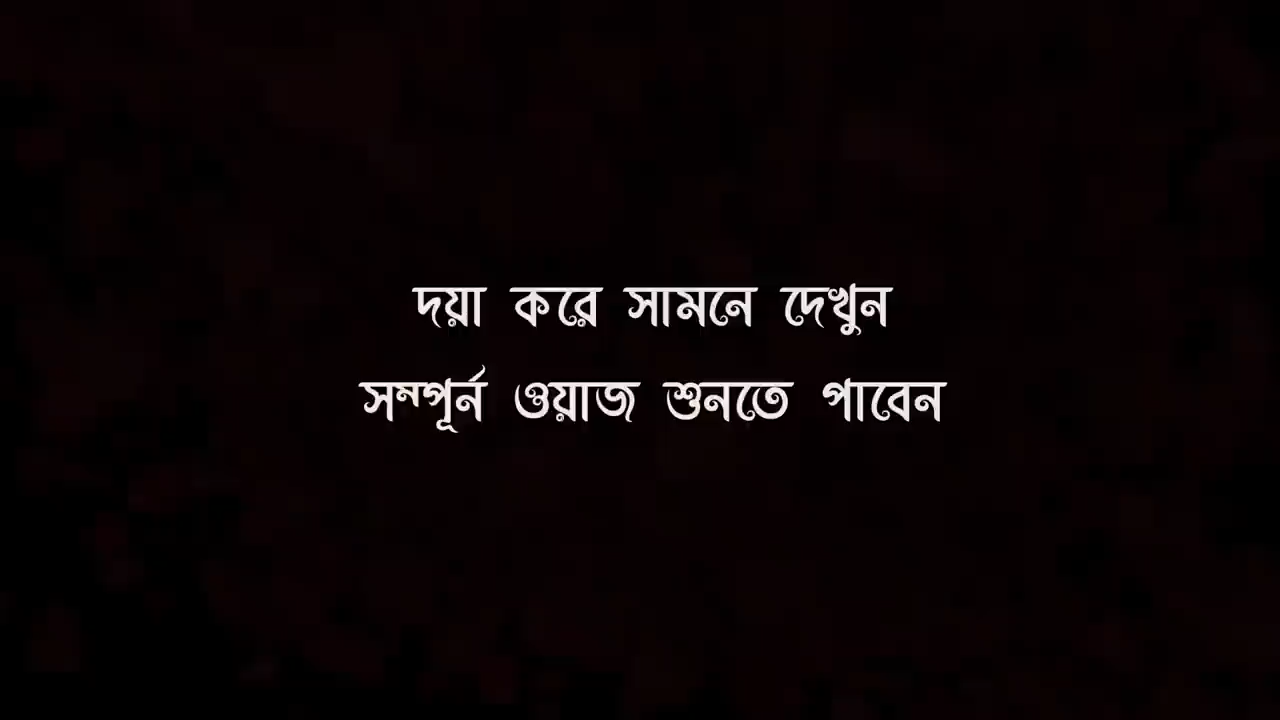 দয়া করে সামনে দেখুন
সম্পূর্ন ওয়াজ শুনতে পাবেন